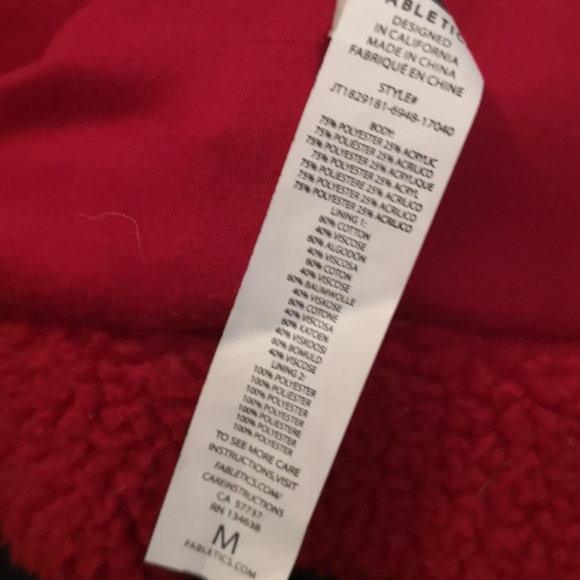 FABLETICS
DESIGNED
IN CALIFORNIA
MADE IN CHINA
FABRIQUÉ EN CHINE
STYLE#
JT1829181-6948-17040
BODY:
75% POLYESTER 25% ACRYLIC
75% POLIÉSTER 25% ACRÍLICO
75% POLYESTER 25% ACRYLIQUE
75% POLYESTER 25% ACRYL
75% POLIESTERE 25% ACRILICO
75% POLYESTER 25% ACRILICO
LINING 1:
60% COTTON
40% VISCOSE
60% ALGODÓN
40% VISCOSA
60% COTON
40% VISCOSE
60% BAUMWOLLE
40% VISKOSE
60% COTONE
40% VISCOSA
60% KATOEN
40% VISKOOSI
60% BOMULD
40% VISCOSE
LINING 2:
100% POLYESTER
100% POLIÉSTER
100% POLYESTER
100% POLYESTER
100% POLIESTERE
100% POLYESTER
TO SEE MORE CARE
INSTRUCTIONS, VISIT
FABLETICS.COM/
CAREINSTRUCTIONS
CA 57737
RN 134638
M
FABLETICS.COM